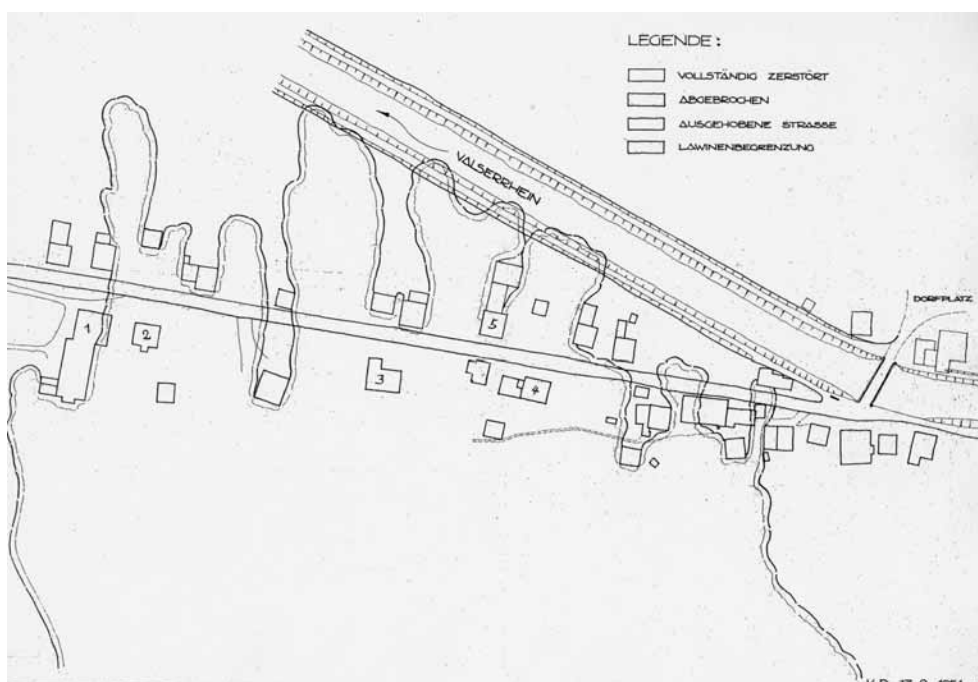 LEGENDE:
VOLLSTÄNDIG ZERSTÖRT
ABGEBROCHEN
AUSGEHOBENE STRASSE
LAWINENBEGRENZUNG
VALSERRHEIN
DORFPLATZ
1
2
3
4
5